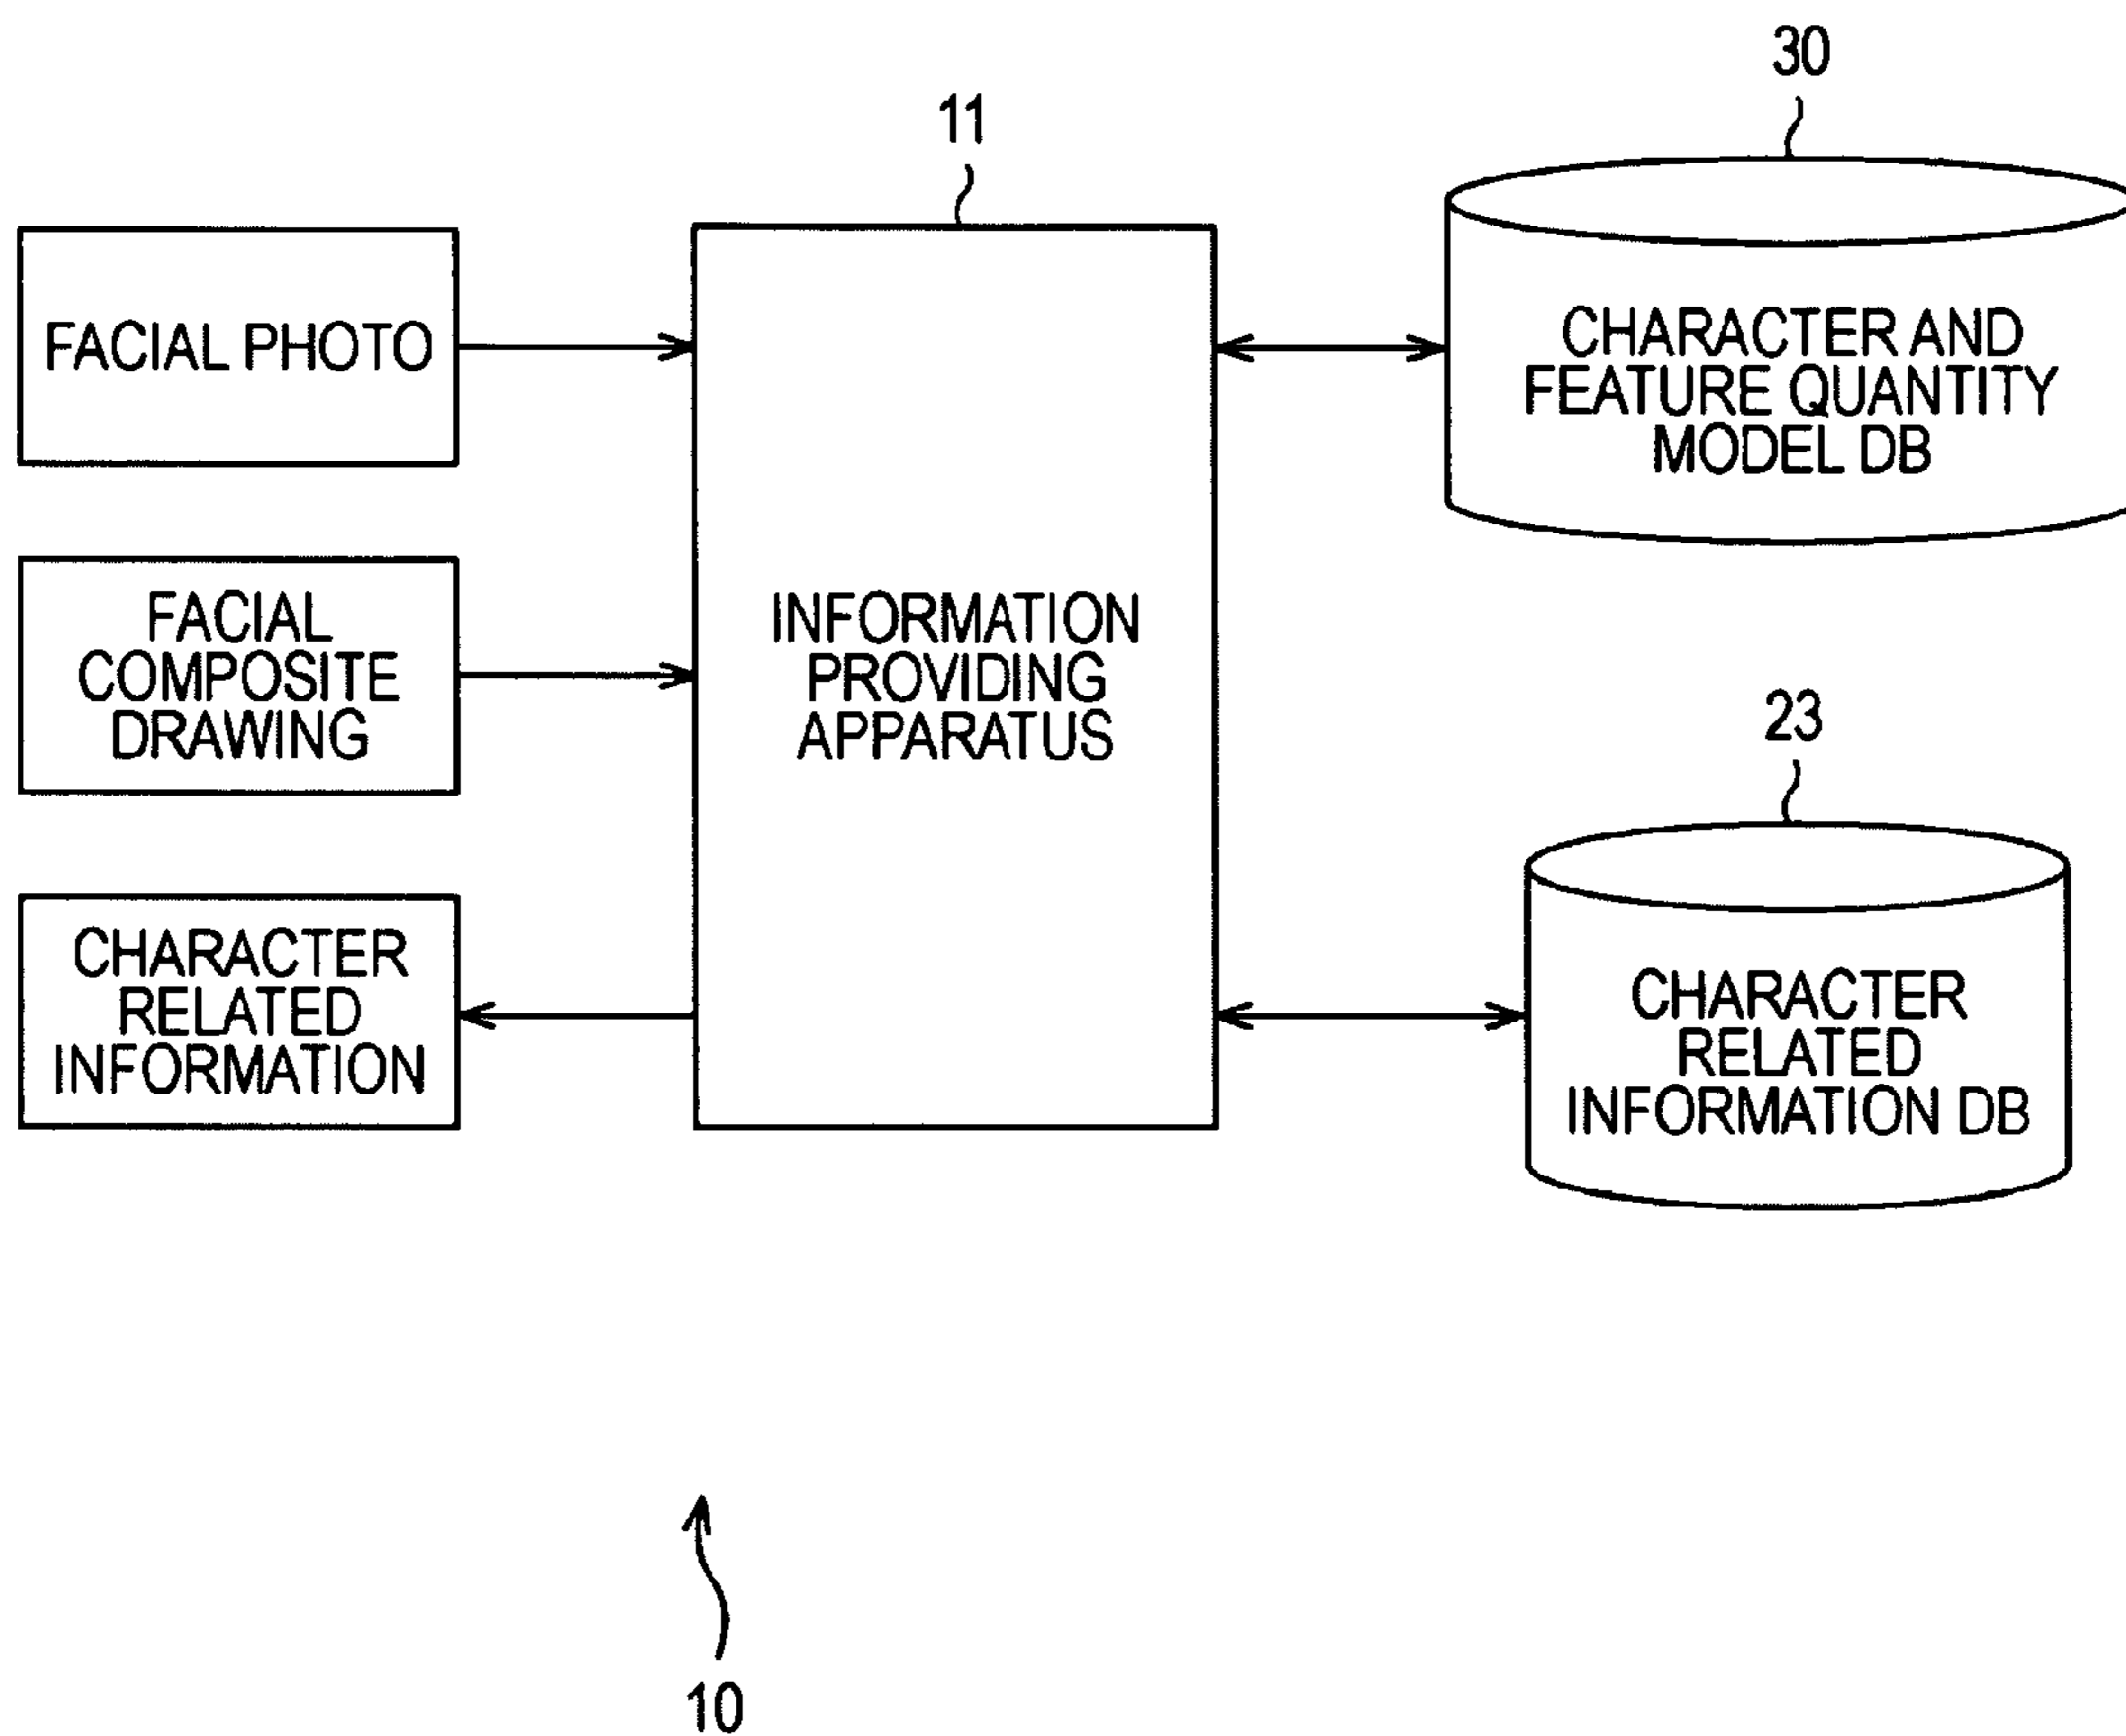 30
11
FACIAL PHOTO
CHARACTER AND
FEATURE QUANTITY
MODEL DB
FACIAL
COMPOSITE
DRAWING
INFORMATION
PROVIDING
APPARATUS
23
CHARACTER
RELATED
INFORMATION
CHARACTER
RELATED
INFORMATION DB
10